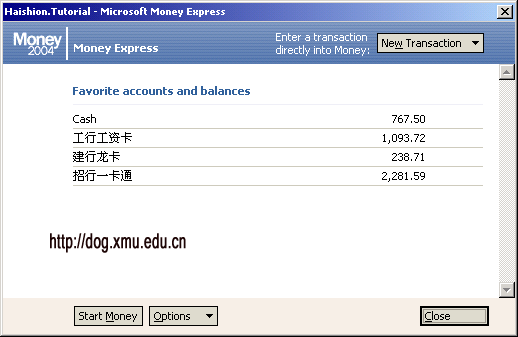 Haishion.Tutorial - Microsoft Money Express
Money 2004 Money Express
Enter a transaction
directly into Money:
New Transaction
Favorite accounts and balances
Cash 767.50
工行工资卡 1,093.72
建行龙卡 238.71
招行一卡通 2,281.59
http://dog.xmu.edu.cn
Start Money Options Close